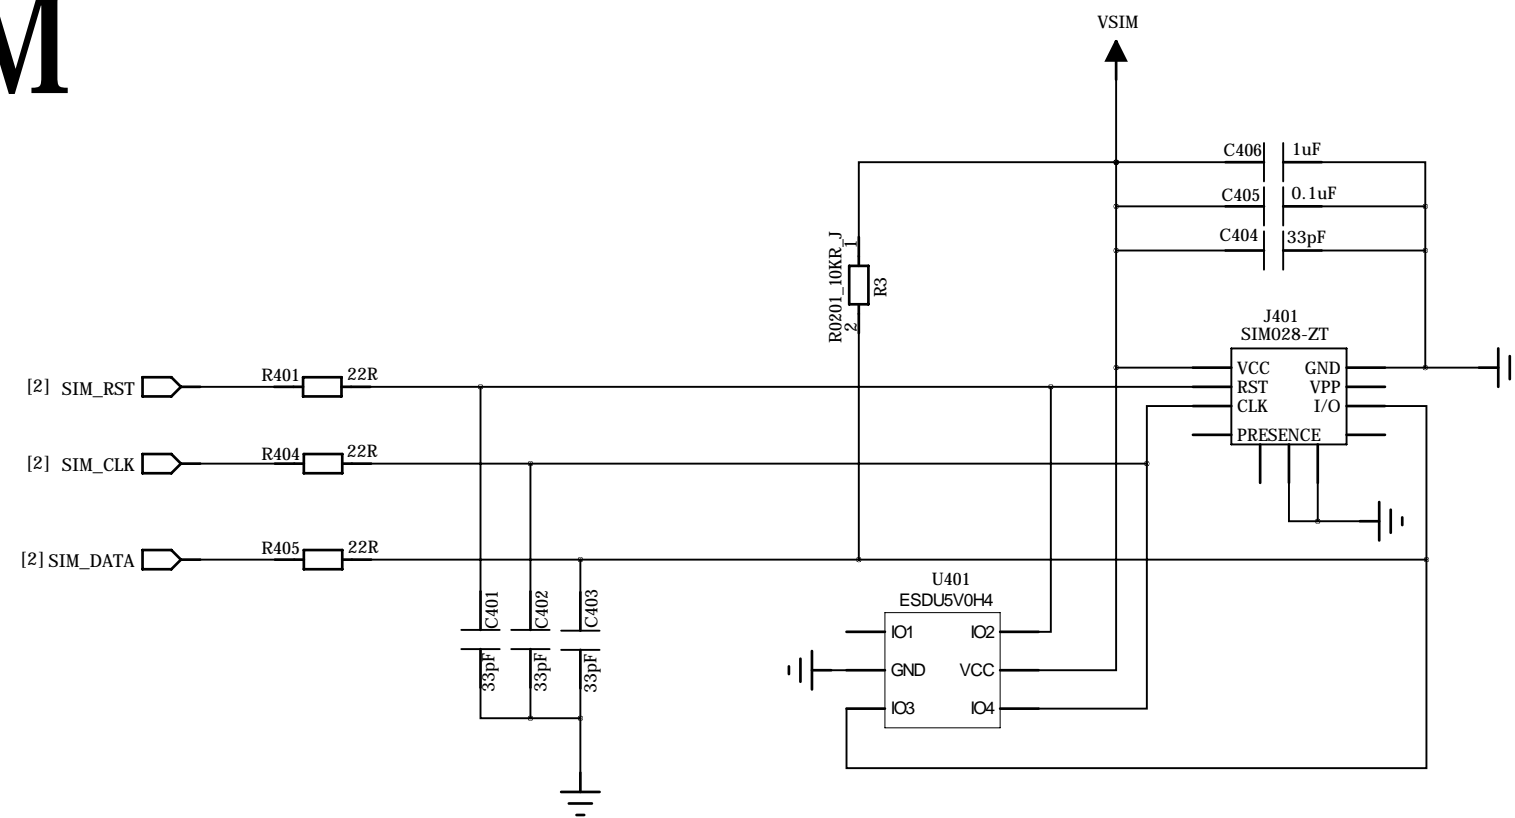 M
VSIM
C406 1uF
C405 0.1uF
C404 33pF
R0201_10KR_J
1
R3
2
J401
SIM028-ZT
VCC GND
RST VPP
CLK I/O
PRESENCE
[2] SIM_RST R401 22R
[2] SIM_CLK R404 22R
[2] SIM_DATA R405 22R
C401
C402
C403
33pF
33pF
33pF
U401
ESDU5V0H4
IO1 IO2
GND VCC
IO3 IO4